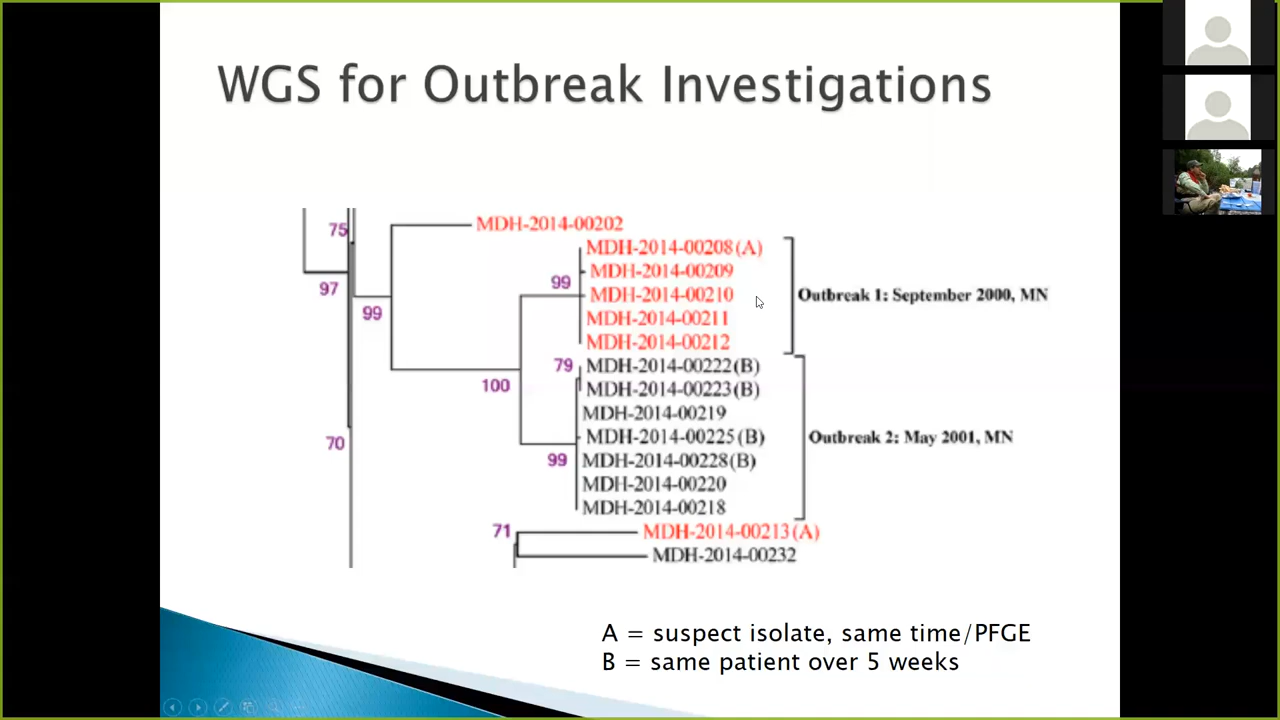 WGS for Outbreak Investigations
75
MDH-2014-00202
MDH-2014-00208(A)
MDH-2014-00209
99
97
MDH-2014-00210
Outbreak 1: September 2000, MN
99
MDH-2014-00211
MDH-2014-00212
79
MDH-2014-00222(B)
100
MDH-2014-00223(B)
MDH-2014-00219
70
MDH-2014-00225(B)
Outbreak 2: May 2001, MN
99
MDH-2014-00228(B)
MDH-2014-00220
MDH-2014-00218
71
MDH-2014-00213(A)
MDH-2014-00232
A = suspect isolate, same time/PFGE
B = same patient over 5 weeks